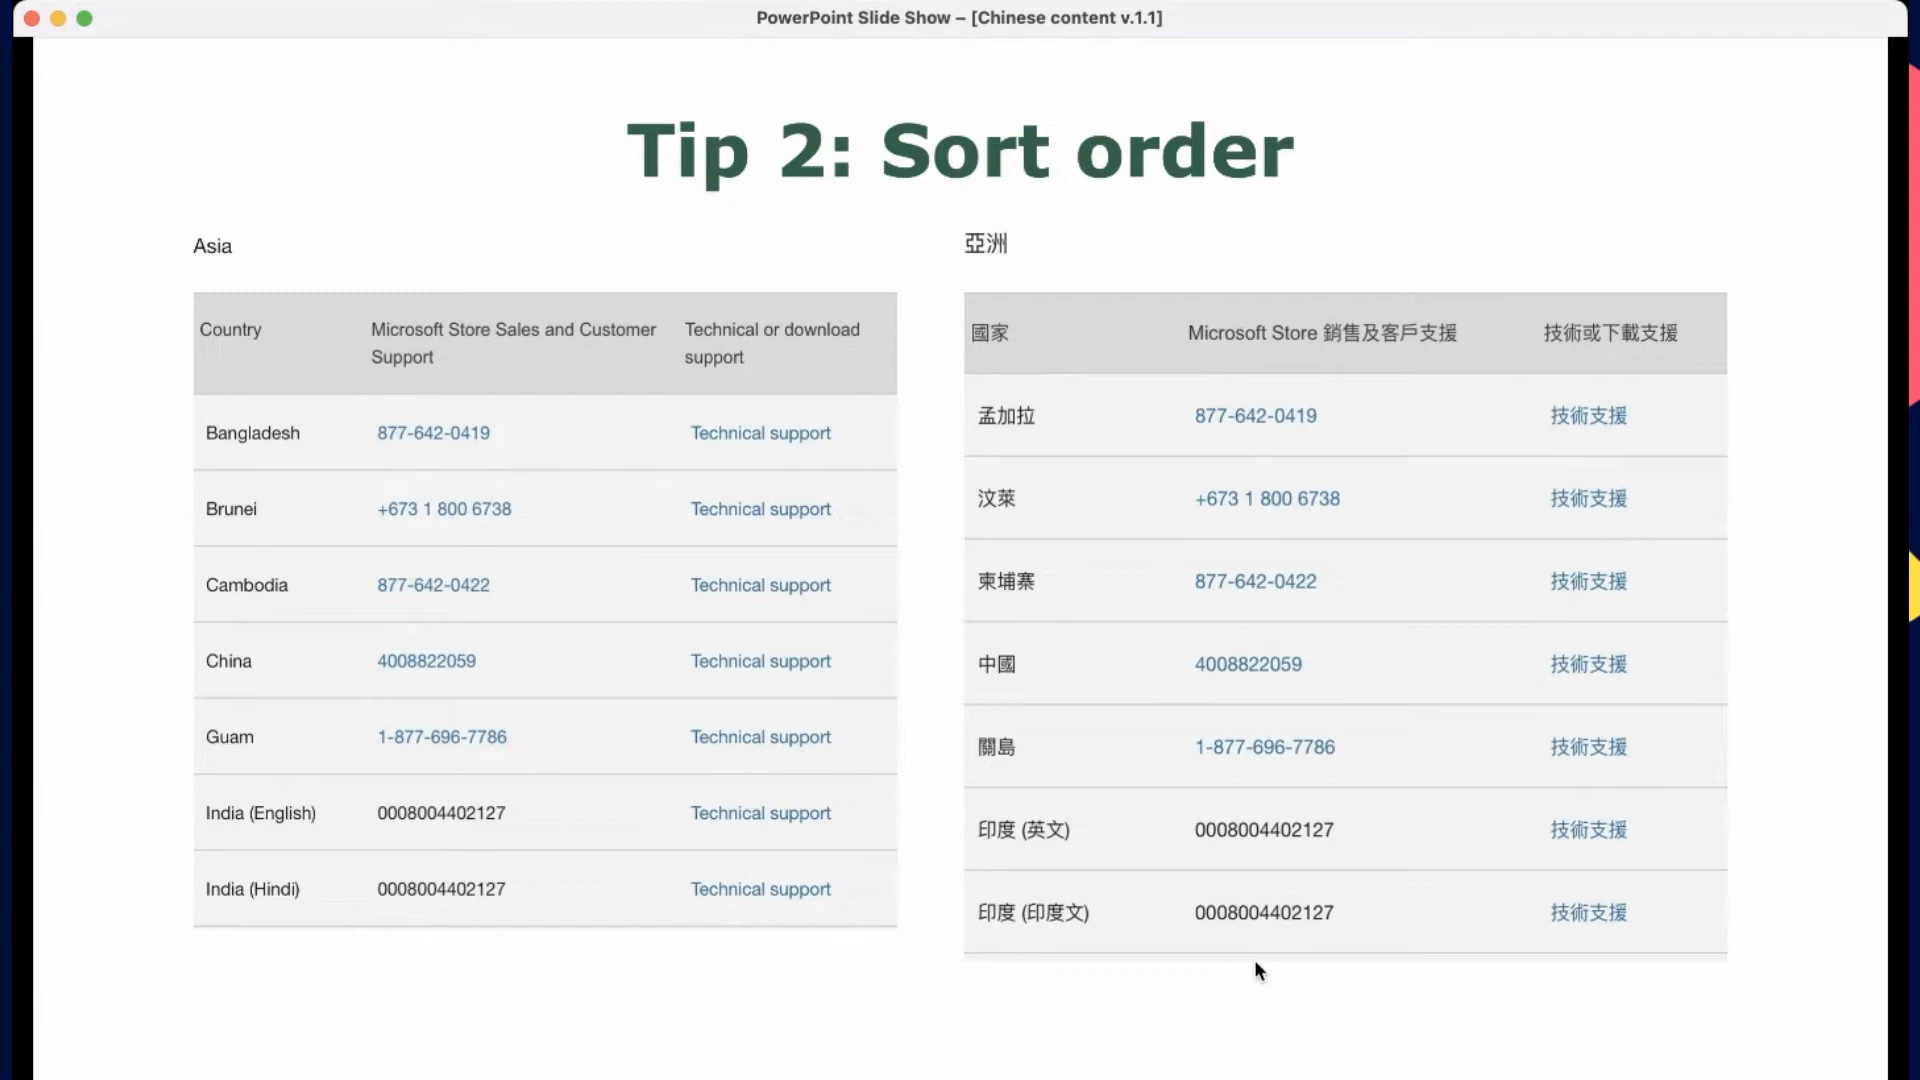 PowerPoint Slide Show – [Chinese content v.1.1]
Tip 2: Sort order
Asia
Country Microsoft Store Sales and Customer Support Technical or download support
Bangladesh 877-642-0419 Technical support
Brunei +673 1 800 6738 Technical support
Cambodia 877-642-0422 Technical support
China 4008822059 Technical support
Guam 1-877-696-7786 Technical support
India (English) 0008004402127 Technical support
India (Hindi) 0008004402127 Technical support
亞洲
國家 Microsoft Store 銷售及客戶支援 技術或下載支援
孟加拉 877-642-0419 技術支援
汶萊 +673 1 800 6738 技術支援
柬埔寨 877-642-0422 技術支援
中國 4008822059 技術支援
關島 1-877-696-7786 技術支援
印度 (英文) 0008004402127 技術支援
印度 (印度文) 0008004402127 技術支援